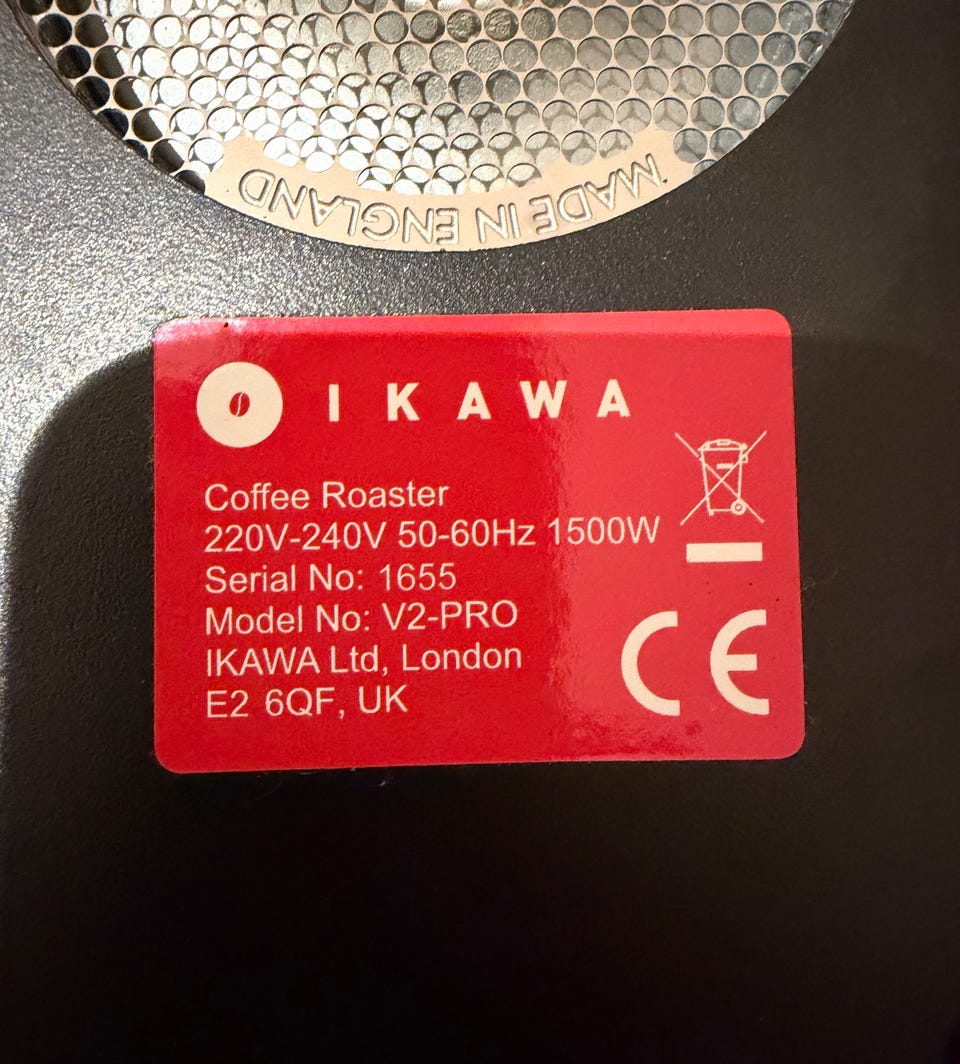 MADE IN ENGLAND
IKAWA
Coffee Roaster
220V-240V 50-60Hz 1500W
Serial No: 1655
Model No: V2-PRO
IKAWA Ltd, London
E2 6QF, UK
CE